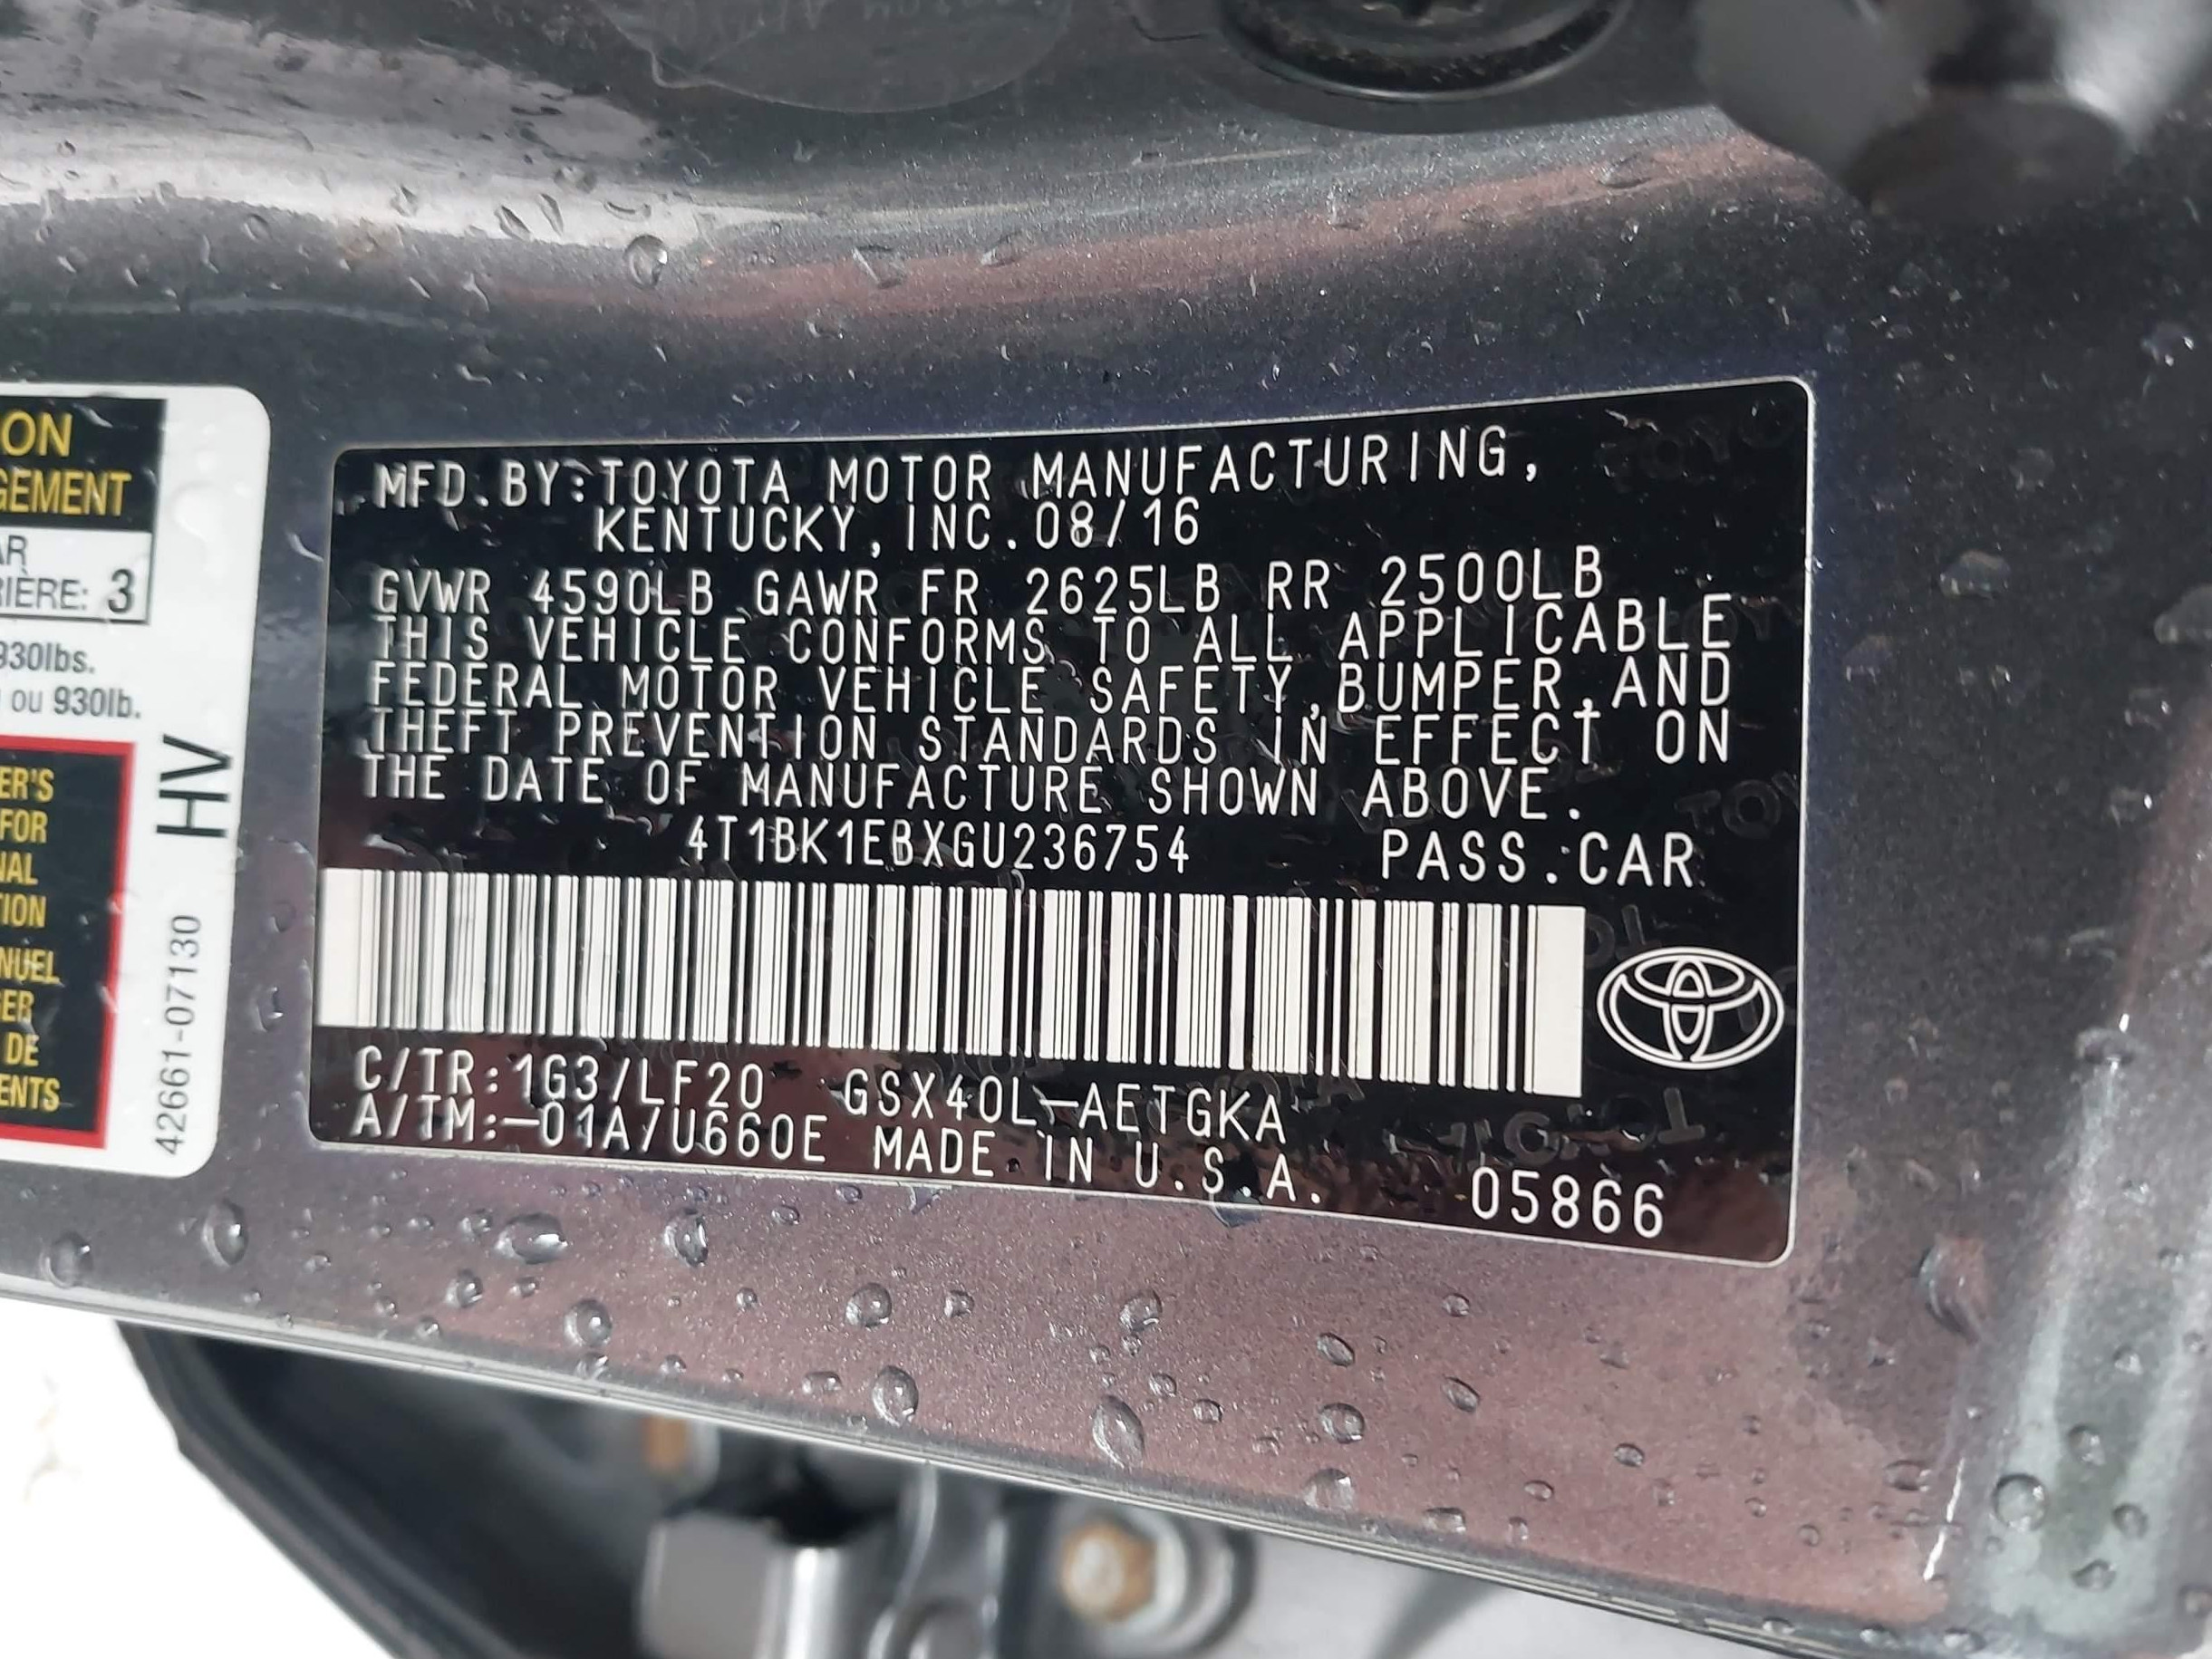 ON
GEMENT
AR
RIÈRE: 3
930lbs.
ou 930lb.
ER'S
FOR
NAL
TION
NUEL
GER
DE
ENTS
HV
42661-07130
MFD.BY:TOYOTA MOTOR MANUFACTURING,
KENTUCKY,INC.08/16
GVWR 4590LB GAWR FR 2625LB RR 2500LB
THIS VEHICLE CONFORMS TO ALL APPLICABLE
FEDERAL MOTOR VEHICLE SAFETY,BUMPER,AND
THEFT PREVENTION STANDARDS IN EFFECT ON
THE DATE OF MANUFACTURE SHOWN ABOVE.
4T1BK1EBXGU236754 PASS.CAR
C/TR:1G3/LF20 GSX40L-AETGKA
A/TM:-01A/U660E MADE IN U.S.A.
05866